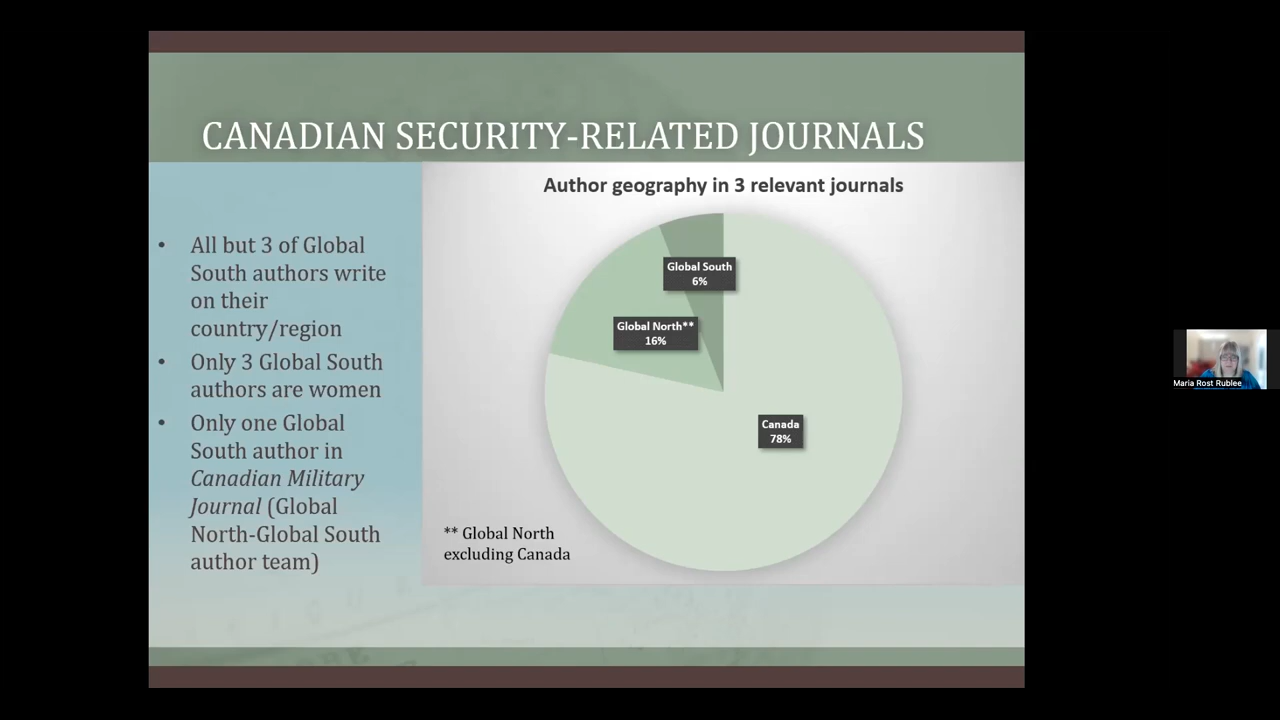 CANADIAN SECURITY-RELATED JOURNALS
• All but 3 of Global
South authors write
on their
country/region
• Only 3 Global South
authors are women
• Only one Global
South author in
Canadian Military
Journal (Global
North-Global South
author team)
Author geography in 3 relevant journals
Global South
6%
Global North**
16%
Canada
78%
** Global North
excluding Canada
Maria Rost Rublee